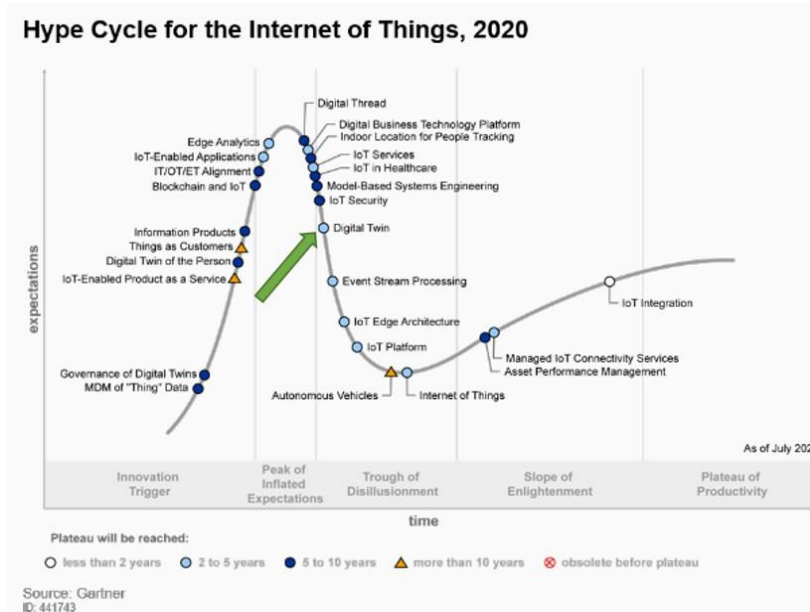 Hype Cycle for the Internet of Things, 2020
Digital Thread
Digital Business Technology Platform
Indoor Location for People Tracking
Edge Analytics
IoT-Enabled Applications
IoT Services
IT/OT/ET Alignment
IoT in Healthcare
Blockchain and IoT
Model-Based Systems Engineering
IoT Security
Information Products
Digital Twin
Things as Customers
Digital Twin of the Person
IoT-Enabled Product as a Service
Event Stream Processing
IoT Integration
IoT Edge Architecture
IoT Platform
Managed IoT Connectivity Services
Governance of Digital Twins
Asset Performance Management
MDM of "Thing" Data
Autonomous Vehicles
Internet of Things
expectations
As of July 202
Innovation
Trigger
Peak of
Inflated
Expectations
Trough of
Disillusionment
Slope of
Enlightenment
Plateau of
Productivity
time
Plateau will be reached:
less than 2 years
2 to 5 years
5 to 10 years
more than 10 years
obsolete before plateau
Source: Gartner
ID: 441743